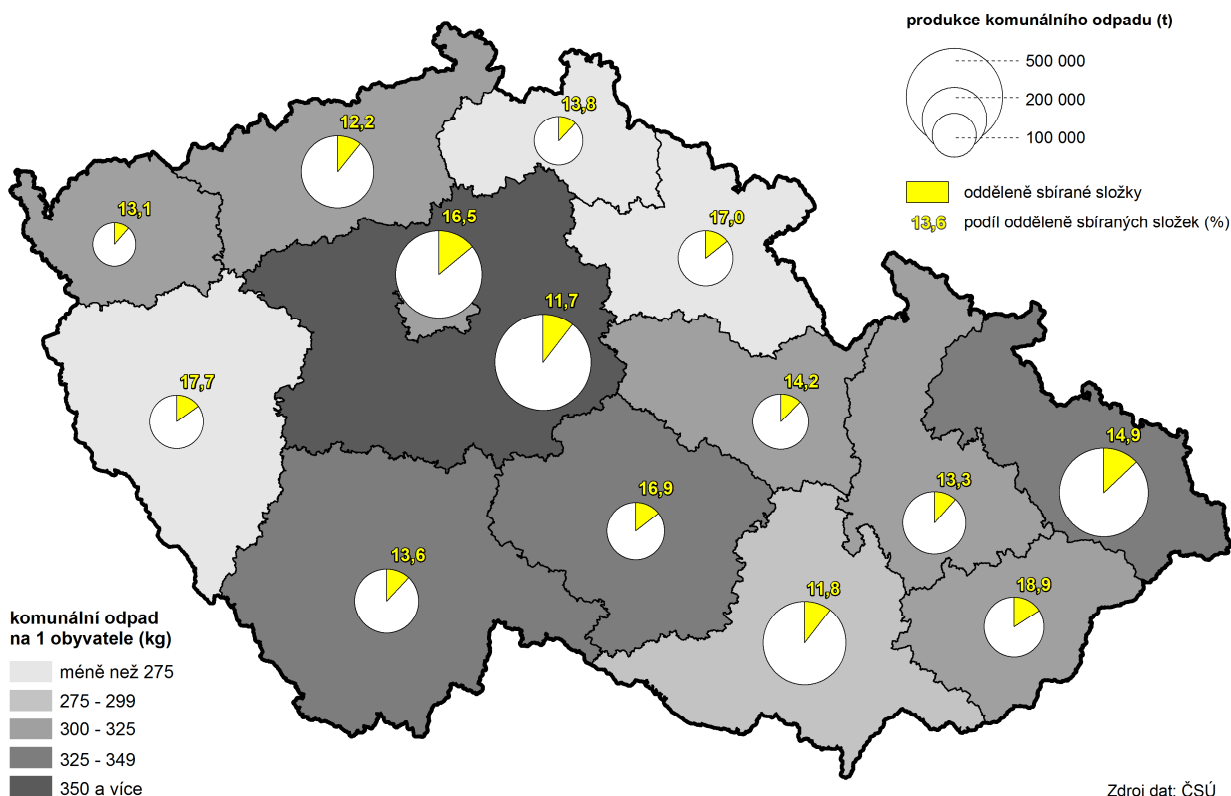 produkce komunálního odpadu (t)
500 000
200 000
100 000
odděleně sbírané složky
13,6 podíl odděleně sbíraných složek (%)
13,8
12,2
13,1
16,5
17,0
11,7
17,7
14,2
14,9
16,9
13,3
13,6
11,8
18,9
komunální odpad
na 1 obyvatele (kg)
méně než 275
275 - 299
300 - 325
325 - 349
350 a více
Zdroj dat: ČSÚ